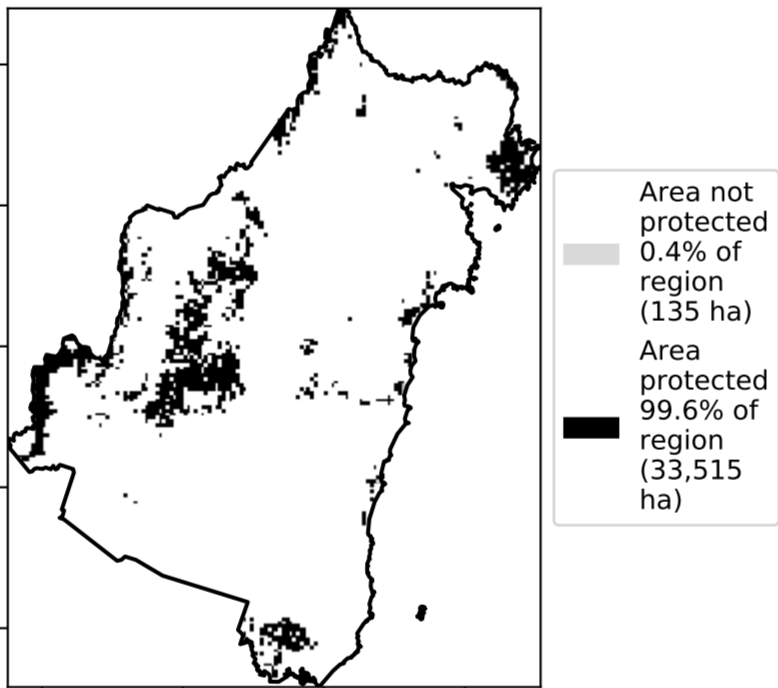 Area not
protected
0.4% of
region
(135 ha)
Area
protected
99.6% of
region
(33,515
ha)